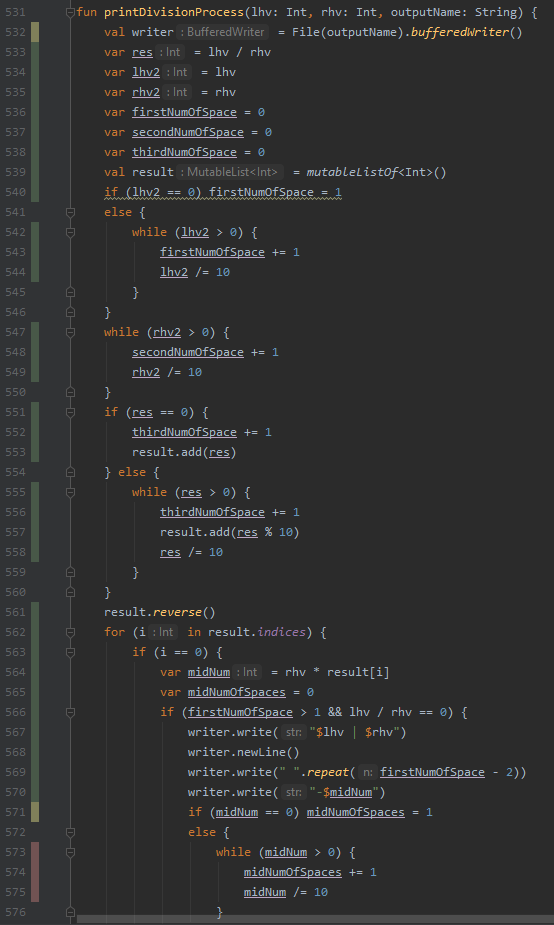 531 fun printDivisionProcess(lhv: Int, rhv: Int, outputName: String) {
532 val writer : BufferedWriter = File(outputName).bufferedWriter()
533 var res : Int = lhv / rhv
534 var lhv2 : Int = lhv
535 var rhv2 : Int = rhv
536 var firstNumOfSpace = 0
537 var secondNumOfSpace = 0
538 var thirdNumOfSpace = 0
539 val result : MutableList<Int> = mutableListOf<Int>()
540 if (lhv2 == 0) firstNumOfSpace = 1
541 else {
542 while (lhv2 > 0) {
543 firstNumOfSpace += 1
544 lhv2 /= 10
545 }
546 }
547 while (rhv2 > 0) {
548 secondNumOfSpace += 1
549 rhv2 /= 10
550 }
551 if (res == 0) {
552 thirdNumOfSpace += 1
553 result.add(res)
554 } else {
555 while (res > 0) {
556 thirdNumOfSpace += 1
557 result.add(res % 10)
558 res /= 10
559 }
560 }
561 result.reverse()
562 for (i : Int in result.indices) {
563 if (i == 0) {
564 var midNum : Int = rhv * result[i]
565 var midNumOfSpaces = 0
566 if (firstNumOfSpace > 1 && lhv / rhv == 0) {
567 writer.write( str: "$lhv | $rhv")
568 writer.newLine()
569 writer.write(" ".repeat( n: firstNumOfSpace - 2))
570 writer.write( str: "-$midNum")
571 if (midNum == 0) midNumOfSpaces = 1
572 else {
573 while (midNum > 0) {
574 midNumOfSpaces += 1
575 midNum /= 10
576 }